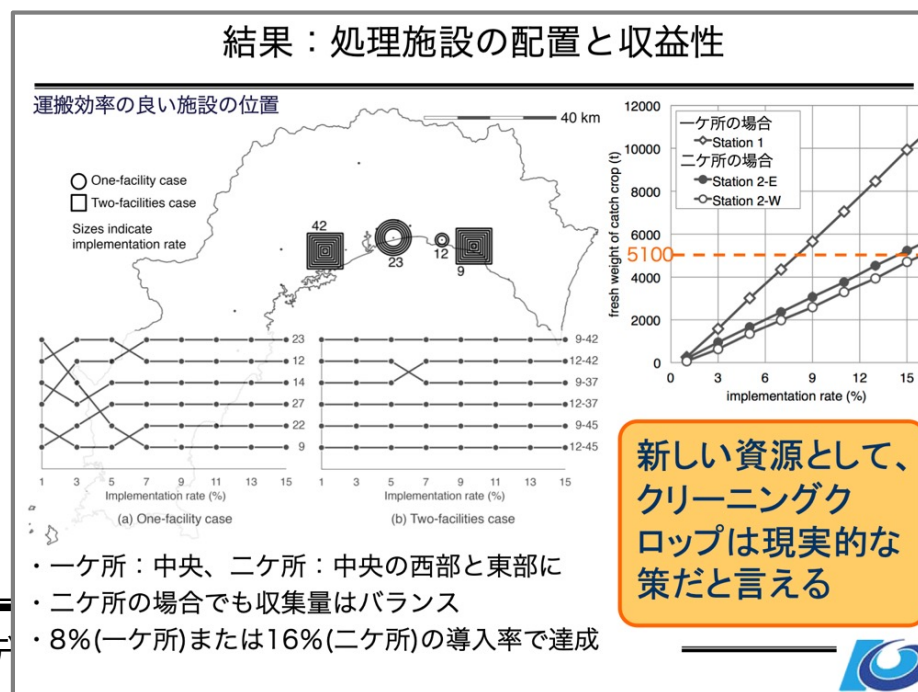 結果：処理施設の配置と収益性
運搬効率の良い施設の位置
40 km
One-facility case
Two-facilities case
Sizes indicate
implementation rate
42
23
12
9
23
12
14
27
22
9
1 3 5 7 9 11 13 15
Implementation rate (%)
(a) One-facility case
9-42
12-42
9-37
12-37
9-45
12-45
1 3 5 7 9 11 13 15
Implementation rate (%)
(b) Two-facilities case
12000
10000
8000
6000
5100
4000
2000
0
fresh weight of catch crop (t)
一ケ所の場合
Station 1
二ケ所の場合
Station 2-E
Station 2-W
0 3 6 9 12 15
implementation rate (%)
新しい資源として、
クリーニングク
ロップは現実的な
策だと言える
・一ケ所：中央、二ケ所：中央の西部と東部に
・二ケ所の場合でも収集量はバランス
・8%(一ケ所)または16%(二ケ所)の導入率で達成